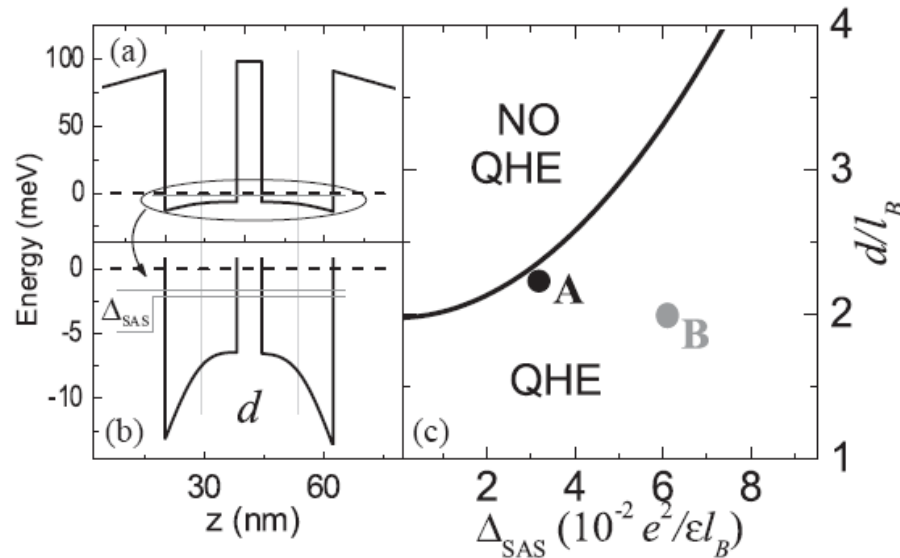 (a)
100
50
0
Energy (meV)
0
Δ_SAS
-5
-10
d
(b)
30
60
z (nm)
NO
QHE
A
B
QHE
(c)
4
3
2
1
d/l_B
2
4
6
8
Δ_SAS (10⁻² e²/εl_B)